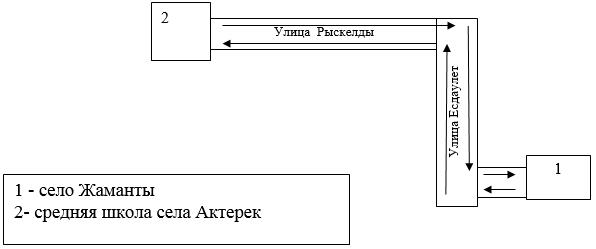 2
Улица Рыскелды
Улица Есдаулет
1
1 - село Жаманты
2- средняя школа села Актерек